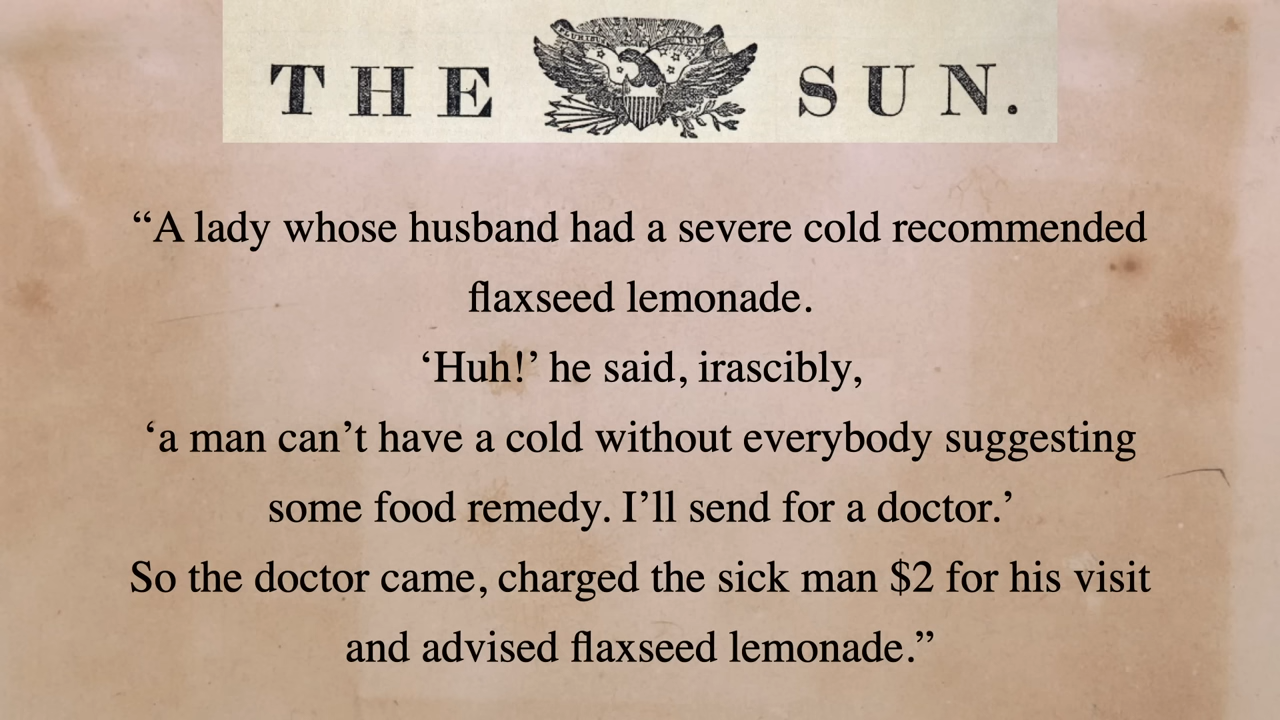 THE SUN.
“A lady whose husband had a severe cold recommended
flaxseed lemonade.
‘Huh!’ he said, irascibly,
‘a man can’t have a cold without everybody suggesting
some food remedy. I’ll send for a doctor.’
So the doctor came, charged the sick man $2 for his visit
and advised flaxseed lemonade.”